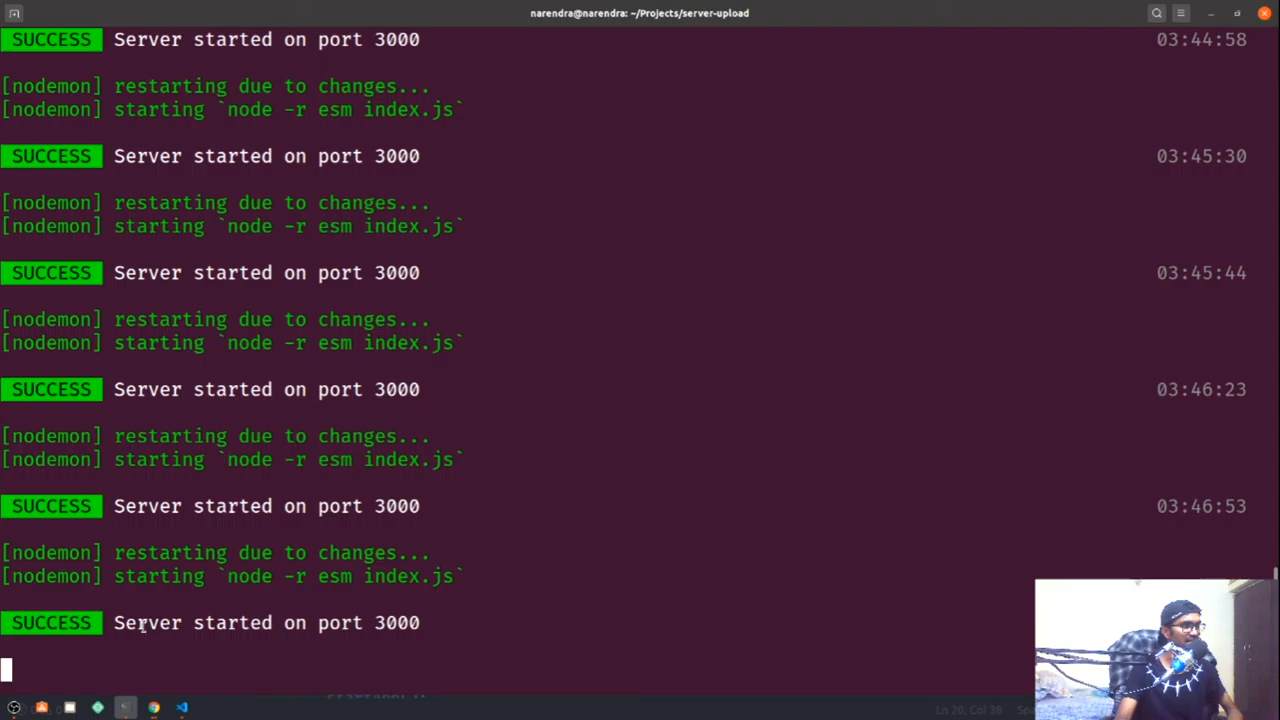 narendra@narendra: ~/Projects/server-upload
SUCCESS Server started on port 3000 03:44:58
[nodemon] restarting due to changes...
[nodemon] starting `node -r esm index.js`
SUCCESS Server started on port 3000 03:45:30
[nodemon] restarting due to changes...
[nodemon] starting `node -r esm index.js`
SUCCESS Server started on port 3000 03:45:44
[nodemon] restarting due to changes...
[nodemon] starting `node -r esm index.js`
SUCCESS Server started on port 3000 03:46:23
[nodemon] restarting due to changes...
[nodemon] starting `node -r esm index.js`
SUCCESS Server started on port 3000 03:46:53
[nodemon] restarting due to changes...
[nodemon] starting `node -r esm index.js`
SUCCESS Server started on port 3000
Ln 20, Col 38